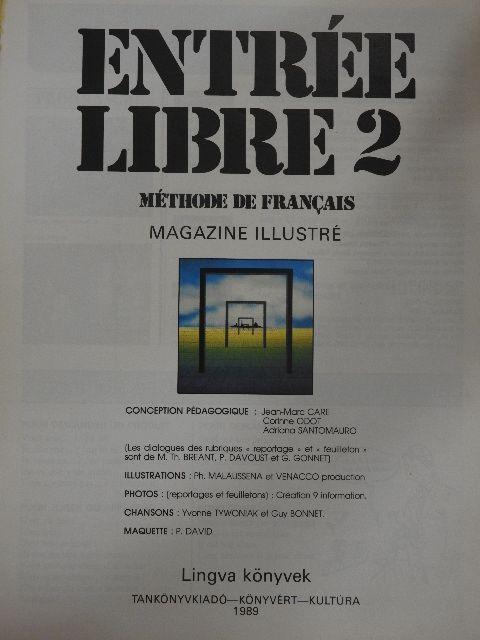 ENTRÉE
LIBRE 2
MÉTHODE DE FRANÇAIS
MAGAZINE ILLUSTRÉ
CONCEPTION PÉDAGOGIQUE : Jean-Marc CARE
Corinne ODOT
Adriana SANTOMAURO
(Les dialogues des rubriques « reportage » et « feuilleton »
sont de M. Th. BREANT, P. DAVOUST et G. GONNET)
ILLUSTRATIONS : Ph. MALAUSSENA et VENACCO production
PHOTOS : (reportages et feuilletons) : Création 9 information.
CHANSONS : Yvonne TYWONIAK et Guy BONNET.
MAQUETTE : P. DAVID
Lingva könyvek
TANKÖNYVKIADÓ—KÖNYVÉRT—KULTÚRA
1989